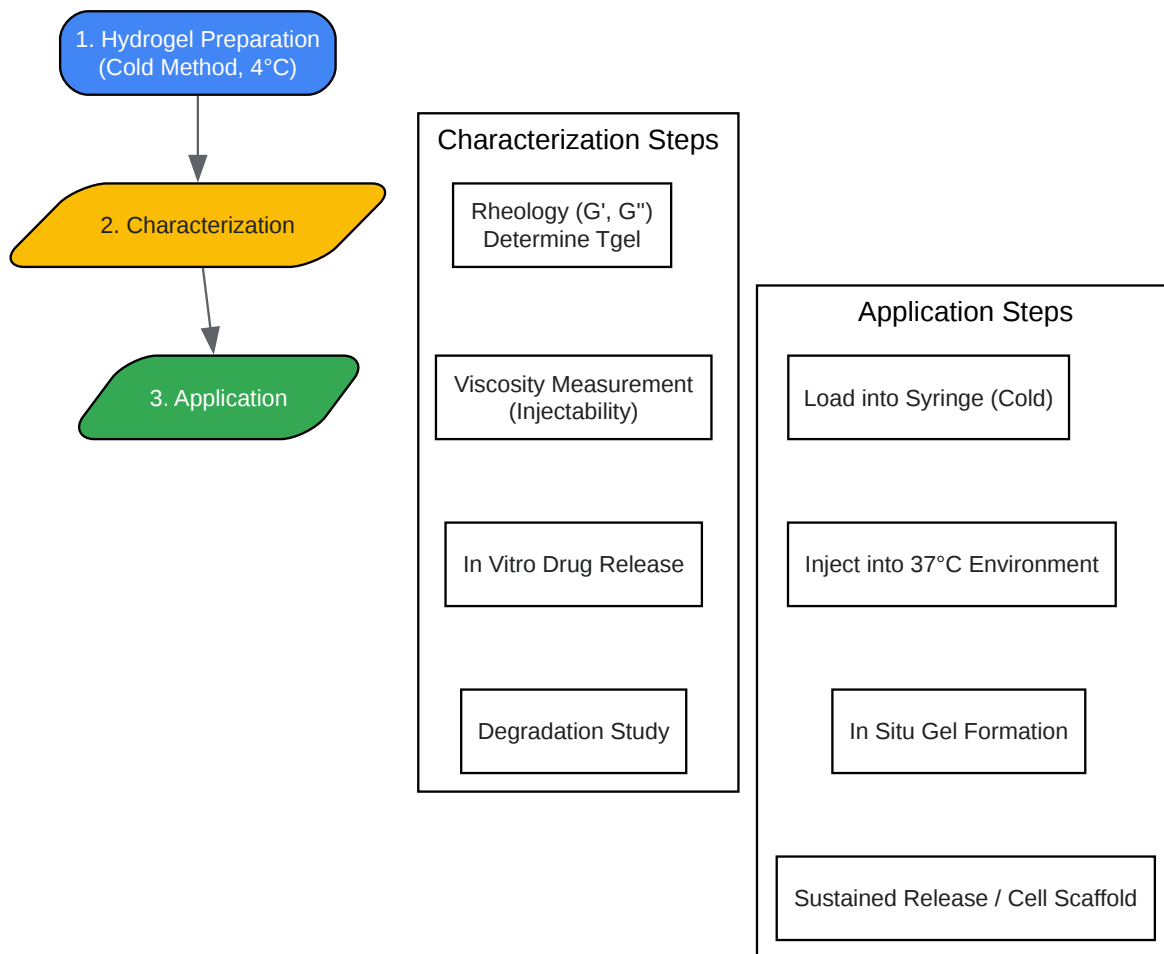 1. Hydrogel Preparation
(Cold Method, 4°C)
2. Characterization
3. Application
Characterization Steps
Rheology (G', G")
Determine Tgel
Viscosity Measurement
(Injectability)
In Vitro Drug Release
Degradation Study
Application Steps
Load into Syringe (Cold)
Inject into 37°C Environment
In Situ Gel Formation
Sustained Release / Cell Scaffold